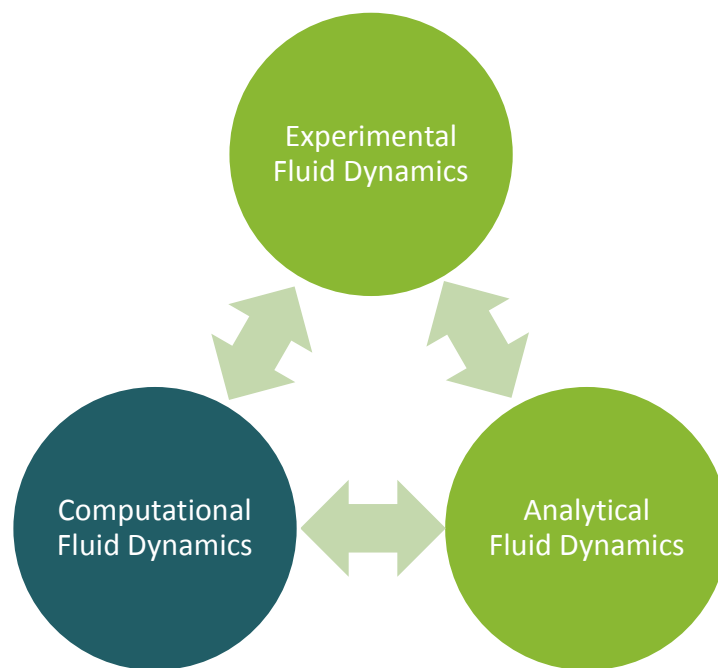 Experimental
Fluid Dynamics
Computational
Fluid Dynamics
Analytical
Fluid Dynamics